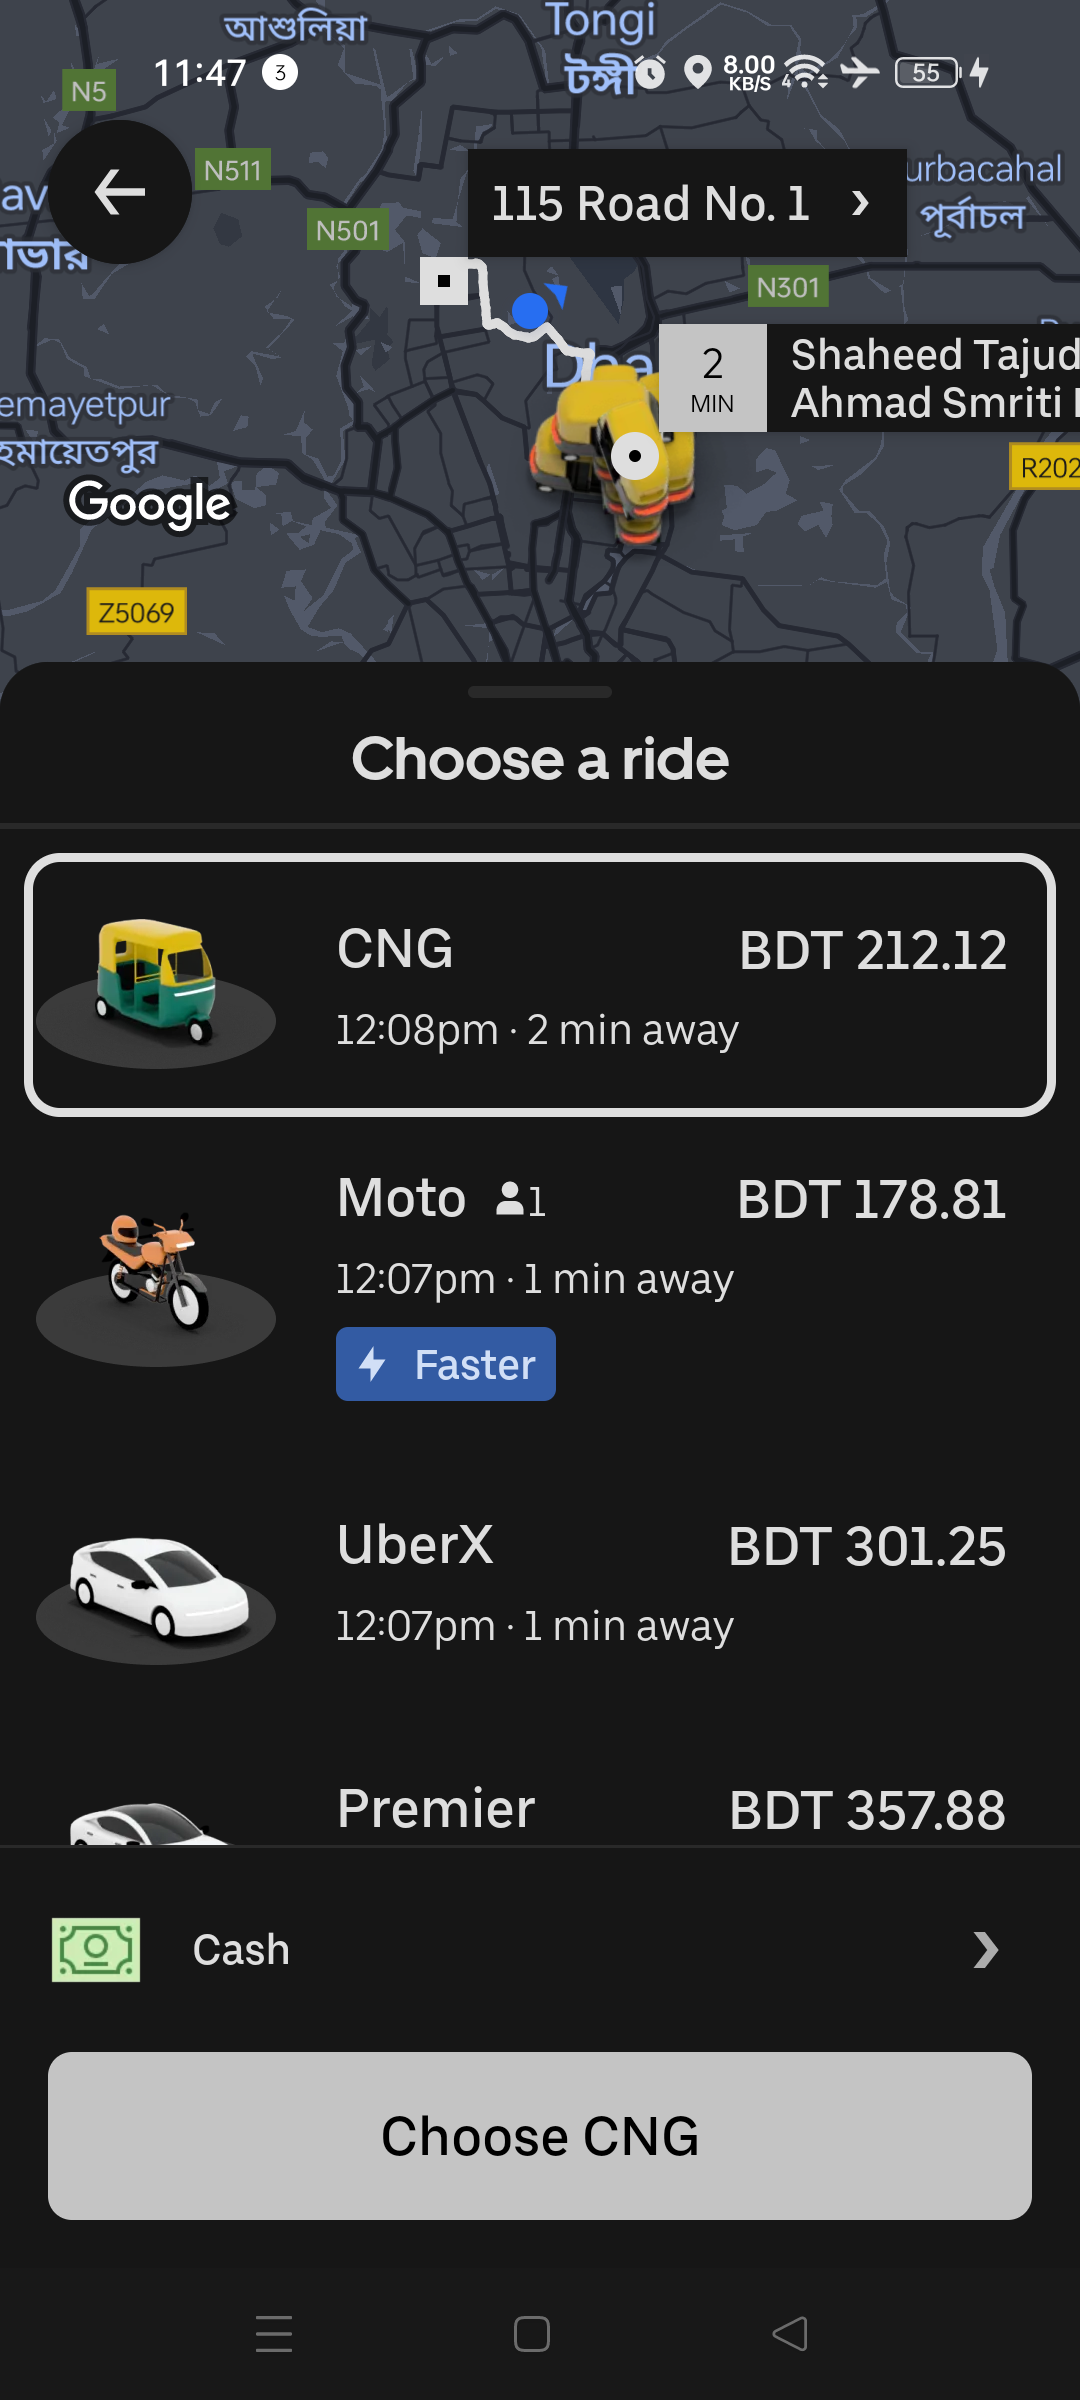 আশুলিয়া
Tongi
টঙ্গী
11:47 3
8.00
KB/S
4
55
N5
N511
115 Road No. 1
urbacahal
পূর্বাচল
N501
N301
2
MIN
Shaheed Tajud
Ahmad Smriti
Dha
emayetpur
হেমায়েতপুর
R202
Google
Z5069
Choose a ride
CNG BDT 212.12
12:08pm · 2 min away
Moto 1 BDT 178.81
12:07pm · 1 min away
Faster
UberX BDT 301.25
12:07pm · 1 min away
Premier BDT 357.88
Cash
Choose CNG